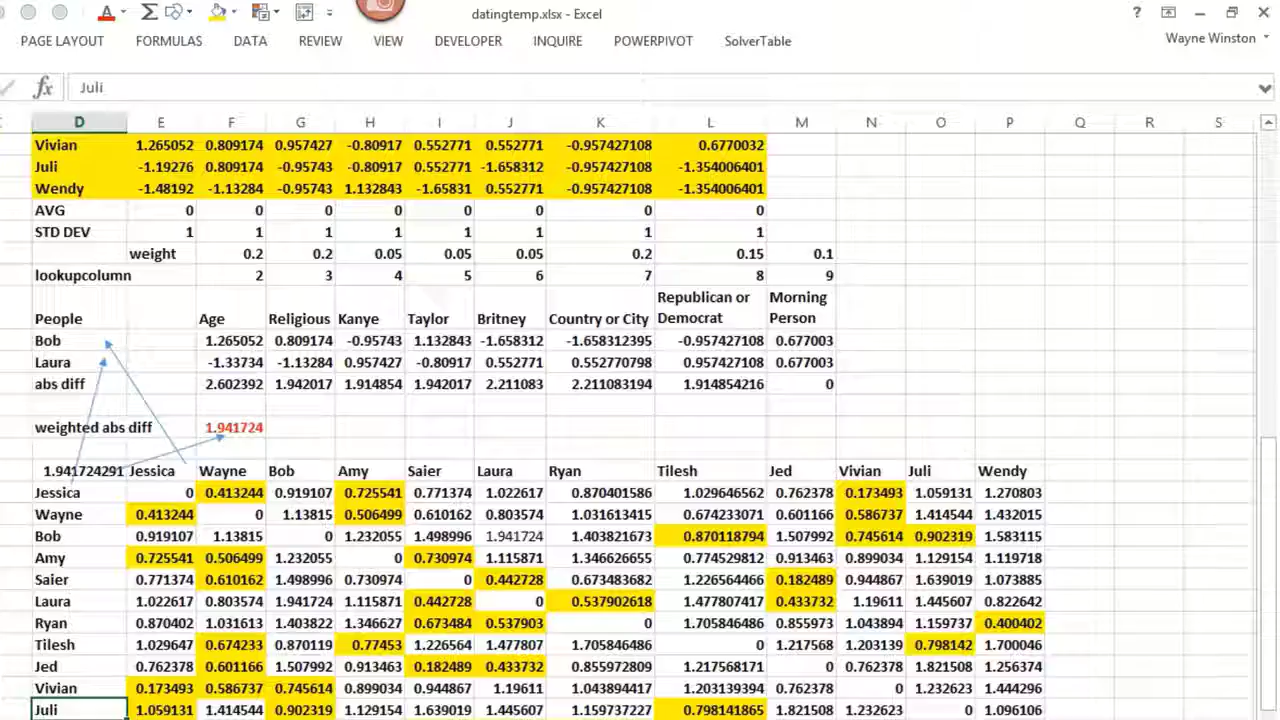 datingtemp.xlsx - Excel
?
PAGE LAYOUT FORMULAS DATA REVIEW VIEW DEVELOPER INQUIRE POWERPIVOT SolverTable Wayne Winston
fx Juli
D E F G H I J K L M N O P Q R S
Vivian 1.265052 0.809174 0.957427 -0.80917 0.552771 0.552771 -0.957427108 0.6770032
Juli -1.19276 0.809174 -0.95743 -0.80917 0.552771 -1.658312 -0.957427108 -1.354006401
Wendy -1.48192 -1.13284 -0.95743 1.132843 -1.65831 0.552771 -0.957427108 -1.354006401
AVG 0 0 0 0 0 0 0 0
STD DEV 1 1 1 1 1 1 1 1
weight 0.2 0.2 0.05 0.05 0.05 0.2 0.15 0.1
lookupcolumn 2 3 4 5 6 7 8 9
Republican or Morning
People Age Religious Kanye Taylor Britney Country or City Democrat Person
Bob 1.265052 0.809174 -0.95743 1.132843 -1.658312 -1.658312395 -0.957427108 0.677003
Laura -1.33734 -1.13284 0.957427 -0.80917 0.552771 0.552770798 0.957427108 0.677003
abs diff 2.602392 1.942017 1.914854 1.942017 2.211083 2.211083194 1.914854216 0
weighted abs diff 1.941724
1.941724291 Jessica Wayne Bob Amy Saier Laura Ryan Tilesh Jed Vivian Juli Wendy
Jessica 0 0.413244 0.919107 0.725541 0.771374 1.022617 0.870401586 1.029646562 0.762378 0.173493 1.059131 1.270803
Wayne 0.413244 0 1.13815 0.506499 0.610162 0.803574 1.031613415 0.674233071 0.601166 0.586737 1.414544 1.432015
Bob 0.919107 1.13815 0 1.232055 1.498996 1.941724 1.403821673 0.870118794 1.507992 0.745614 0.902319 1.583115
Amy 0.725541 0.506499 1.232055 0 0.730974 1.115871 1.346626655 0.774529812 0.913463 0.899034 1.129154 1.119718
Saier 0.771374 0.610162 1.498996 0.730974 0 0.442728 0.673483682 1.226564466 0.182489 0.944867 1.639019 1.073885
Laura 1.022617 0.803574 1.941724 1.115871 0.442728 0 0.537902618 1.477807417 0.433732 1.19611 1.445607 0.822642
Ryan 0.870402 1.031613 1.403822 1.346627 0.673484 0.537903 0 1.705846486 0.855973 1.043894 1.159737 0.400402
Tilesh 1.029647 0.674233 0.870119 0.77453 1.226564 1.477807 1.705846486 0 1.217568 1.203139 0.798142 1.700046
Jed 0.762378 0.601166 1.507992 0.913463 0.182489 0.433732 0.855972809 1.217568171 0 0.762378 1.821508 1.256374
Vivian 0.173493 0.586737 0.745614 0.899034 0.944867 1.19611 1.043894417 1.203139394 0.762378 0 1.232623 1.444296
Juli 1.059131 1.414544 0.902319 1.129154 1.639019 1.445607 1.159737227 0.798141865 1.821508 1.232623 0 1.096106